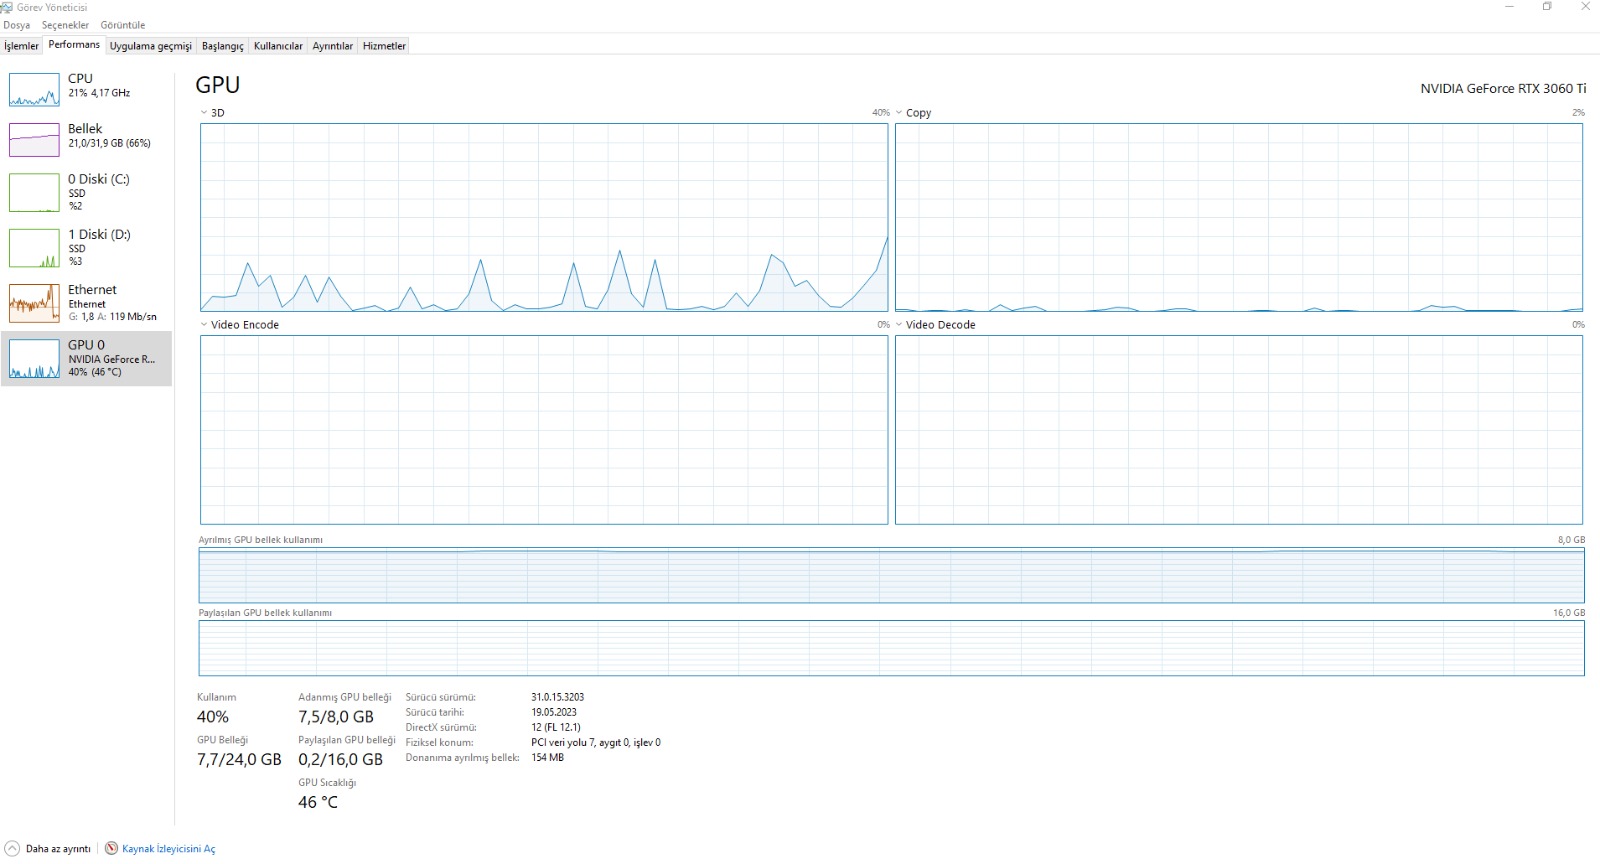 Görev Yöneticisi
Dosya Seçenekler Görüntüle
İşlemler Performans Uygulama geçmişi Başlangıç Kullanıcılar Ayrıntılar Hizmetler
CPU
21% 4,17 GHz
Bellek
21,0/31,9 GB (66%)
0 Diski (C:)
SSD
%2
1 Diski (D:)
SSD
%3
Ethernet
Ethernet
G: 1,8 A: 119 Mb/sn
GPU 0
NVIDIA GeForce R...
40% (46 °C)
GPU
NVIDIA GeForce RTX 3060 Ti
3D 40%
Copy 2%
Video Encode 0%
Video Decode 0%
Ayrılmış GPU bellek kullanımı 8,0 GB
Paylaşılan GPU bellek kullanımı 16,0 GB
Kullanım
40%
GPU Belleği
7,7/24,0 GB
Adanmış GPU belleği
7,5/8,0 GB
Paylaşılan GPU belleği
0,2/16,0 GB
GPU Sıcaklığı
46 °C
Sürücü sürümü: 31.0.15.3203
Sürücü tarihi: 19.05.2023
DirectX sürümü: 12 (FL 12.1)
Fiziksel konum: PCI veri yolu 7, aygıt 0, işlev 0
Donanıma ayrılmış bellek: 154 MB
Daha az ayrıntı
Kaynak İzleyicisini Aç